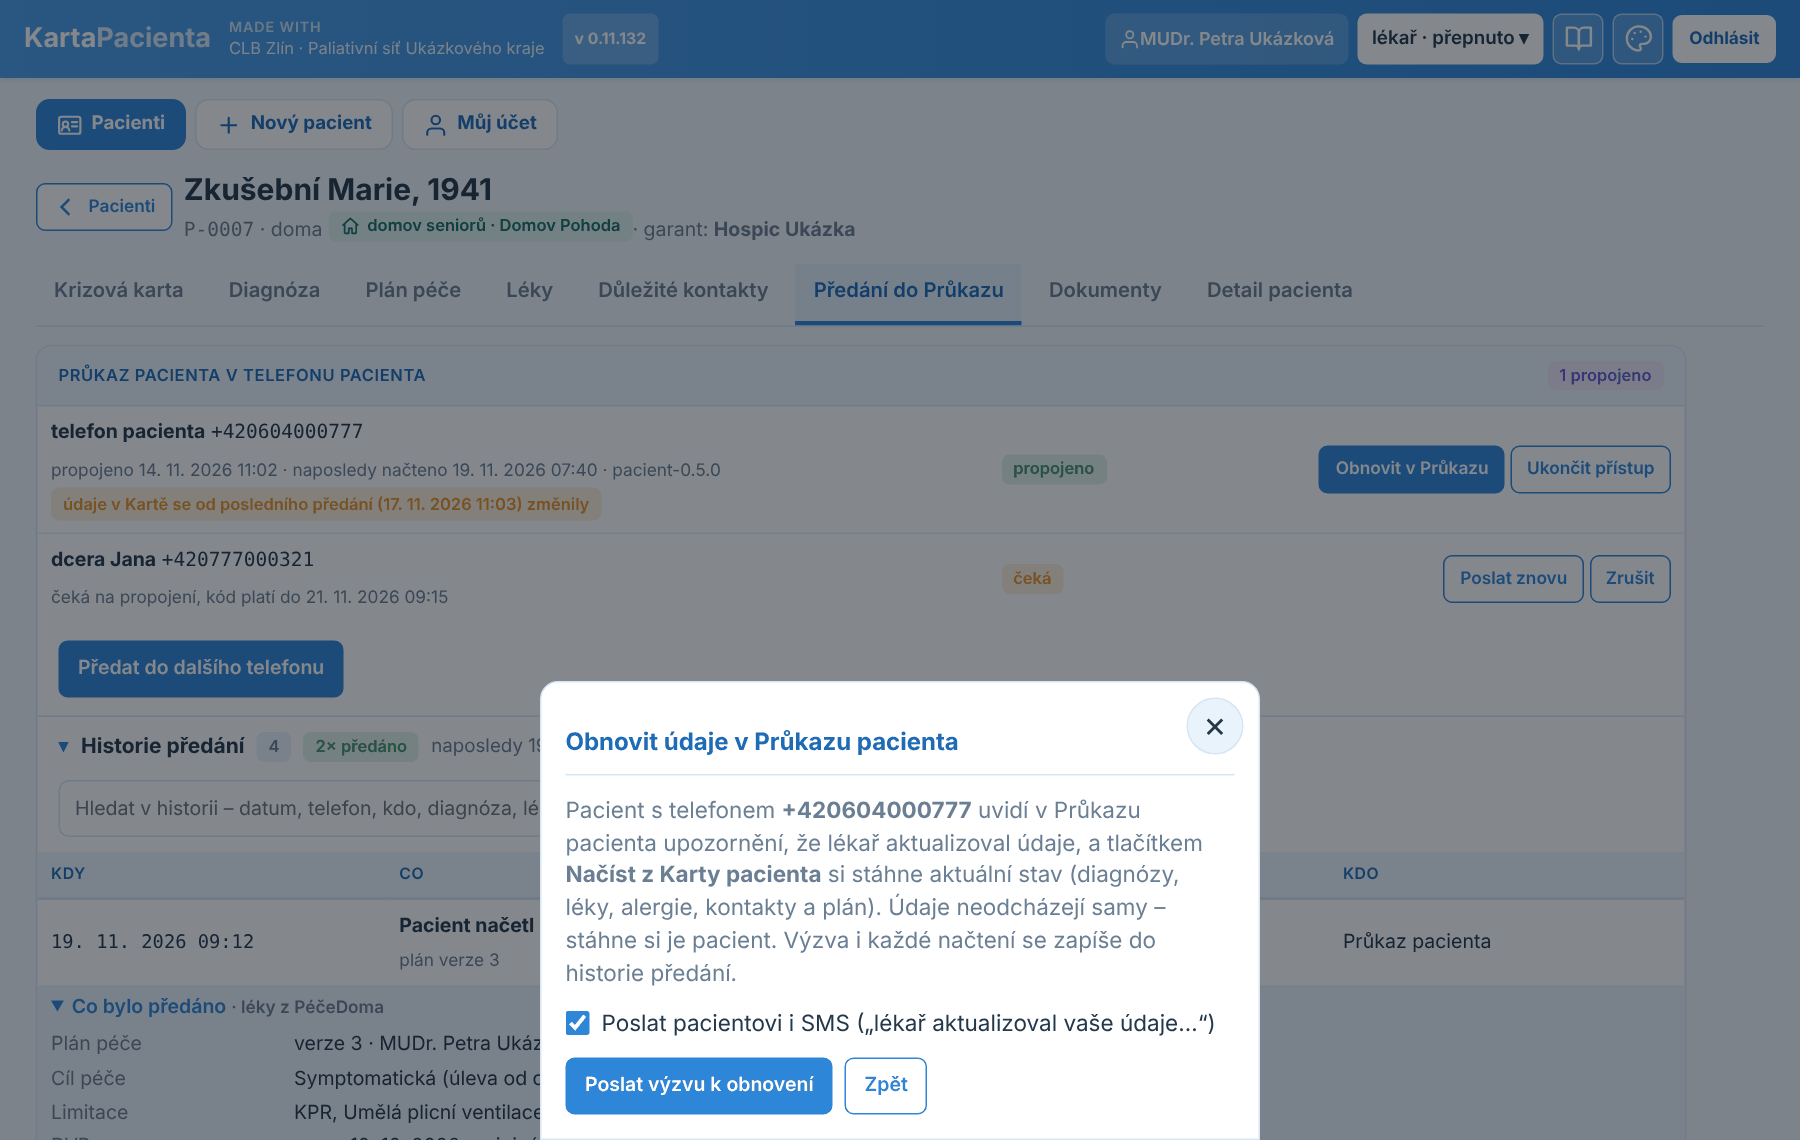 KartaPacienta
MADE WITH
CLB Zlín · Paliativní síť Ukázkového kraje
v 0.11.132
MUDr. Petra Ukázková
lékař · přepnuto ▾
Odhlásit
Pacienti
Nový pacient
Můj účet
Pacienti
Zkušební Marie, 1941
P-0007 · doma
domov seniorů · Domov Pohoda
· garant: Hospic Ukázka
Krizová karta
Diagnóza
Plán péče
Léky
Důležité kontakty
Předání do Průkazu
Dokumenty
Detail pacienta
PRŮKAZ PACIENTA V TELEFONU PACIENTA
1 propojeno
telefon pacienta +420604000777
propojeno 14. 11. 2026 11:02 · naposledy načteno 19. 11. 2026 07:40 · pacient-0.5.0
údaje v Kartě se od posledního předání (17. 11. 2026 11:03) změnily
propojeno
Obnovit v Průkazu
Ukončit přístup
dcera Jana +420777000321
čeká na propojení, kód platí do 21. 11. 2026 09:15
čeká
Poslat znovu
Zrušit
Předat do dalšího telefonu
▼ Historie předání
4
2× předáno
naposledy
Hledat v historii – datum, telefon, kdo, diagnóza,
KDY
CO
KDO
19. 11. 2026 09:12
Pacient načetl
plán verze 3
Průkaz pacienta
▼ Co bylo předáno · léky z PéčeDoma
Plán péče
verze 3 · MUDr. Petra
Cíl péče
Symptomatická (úleva od
Limitace
KPR, Umělá plicní ventilace
Obnovit údaje v Průkazu pacienta
Pacient s telefonem +420604000777 uvidí v Průkazu
pacienta upozornění, že lékař aktualizoval údaje, a tlačítkem
Načíst z Karty pacienta si stáhne aktuální stav (diagnózy,
léky, alergie, kontakty a plán). Údaje neodcházejí samy –
stáhne si je pacient. Výzva i každé načtení se zapíše do
historie předání.
Poslat pacientovi i SMS („lékař aktualizoval vaše údaje…“)
Poslat výzvu k obnovení
Zpět